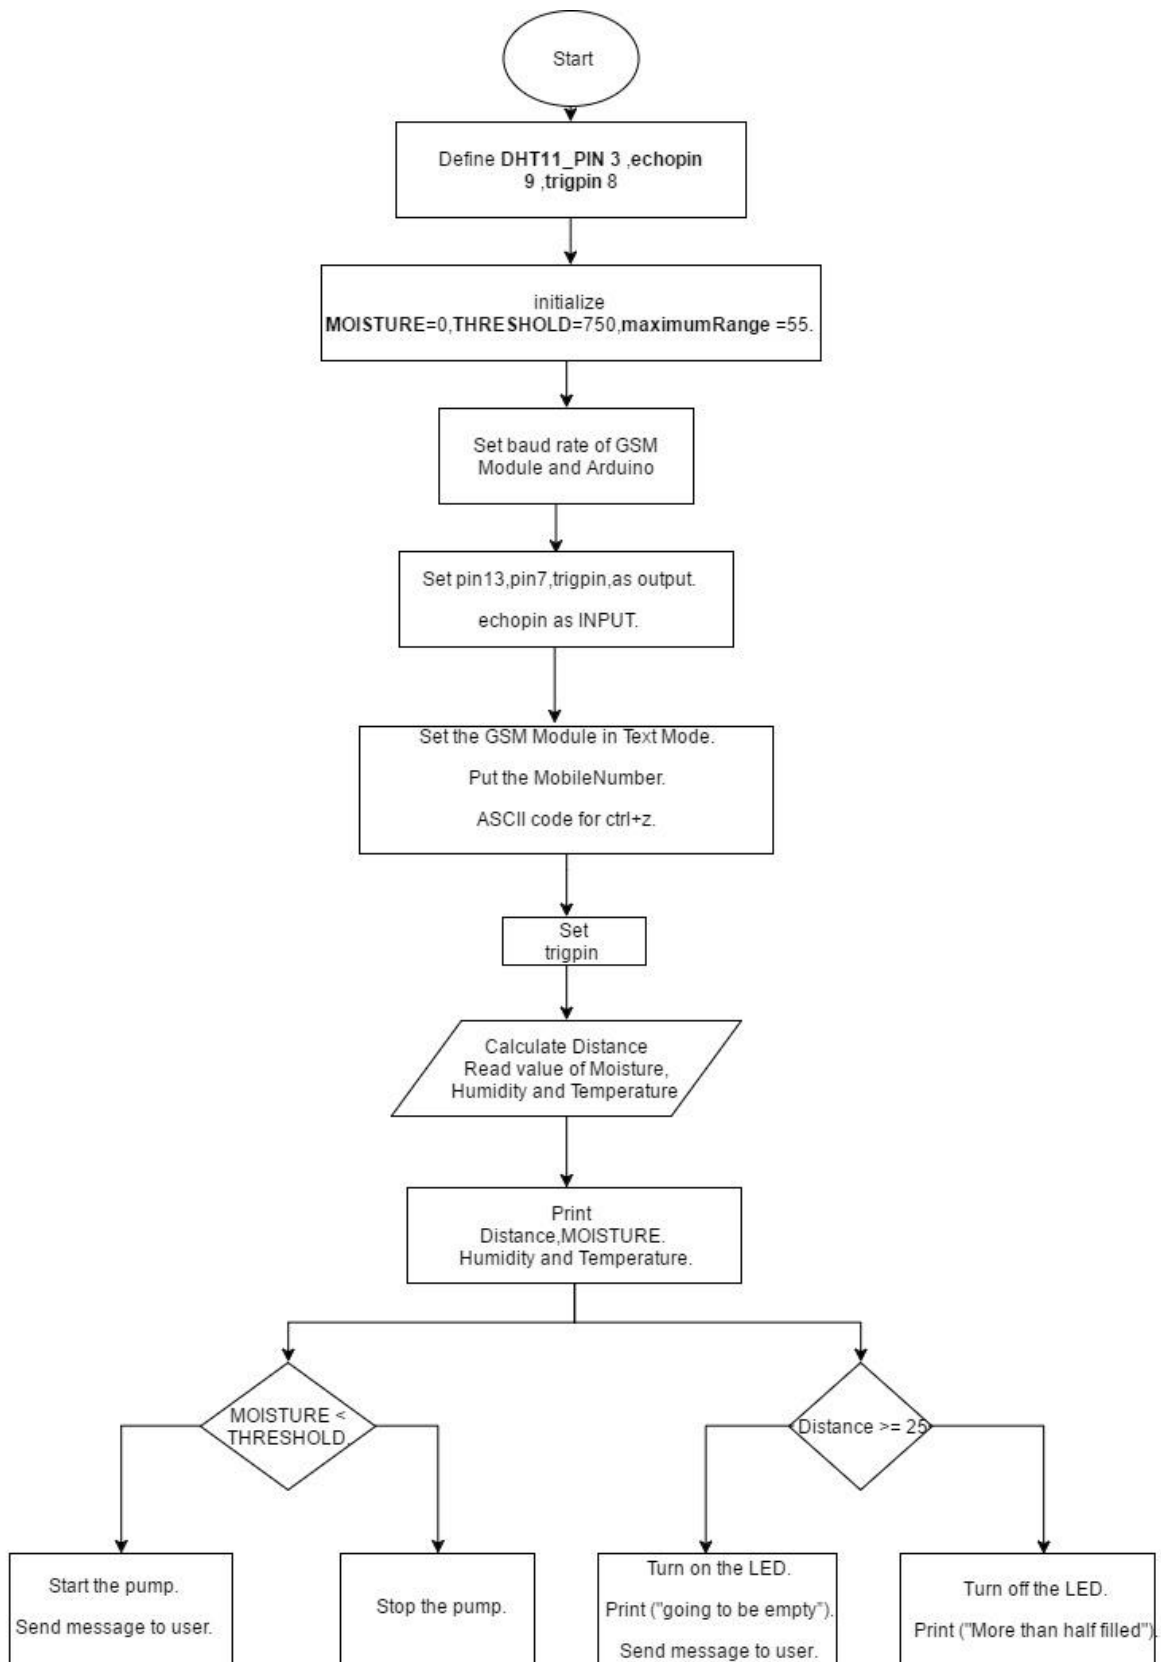 Start
Define DHT11_PIN 3 ,echopin
9 ,trigpin 8
initialize
MOISTURE=0,THRESHOLD=750,maximumRange =55.
Set baud rate of GSM
Module and Arduino
Set pin13,pin7,trigpin,as output.
echopin as INPUT.
Set the GSM Module in Text Mode.
Put the MobileNumber.
ASCII code for ctrl+z.
Set
trigpin
Calculate Distance
Read value of Moisture,
Humidity and Temperature
Print
Distance,MOISTURE.
Humidity and Temperature.
MOISTURE <
THRESHOLD.
Distance >= 25
Start the pump.
Send message to user.
Stop the pump.
Turn on the LED.
Print ("going to be empty").
Send message to user.
Turn off the LED.
Print ("More than half filled").